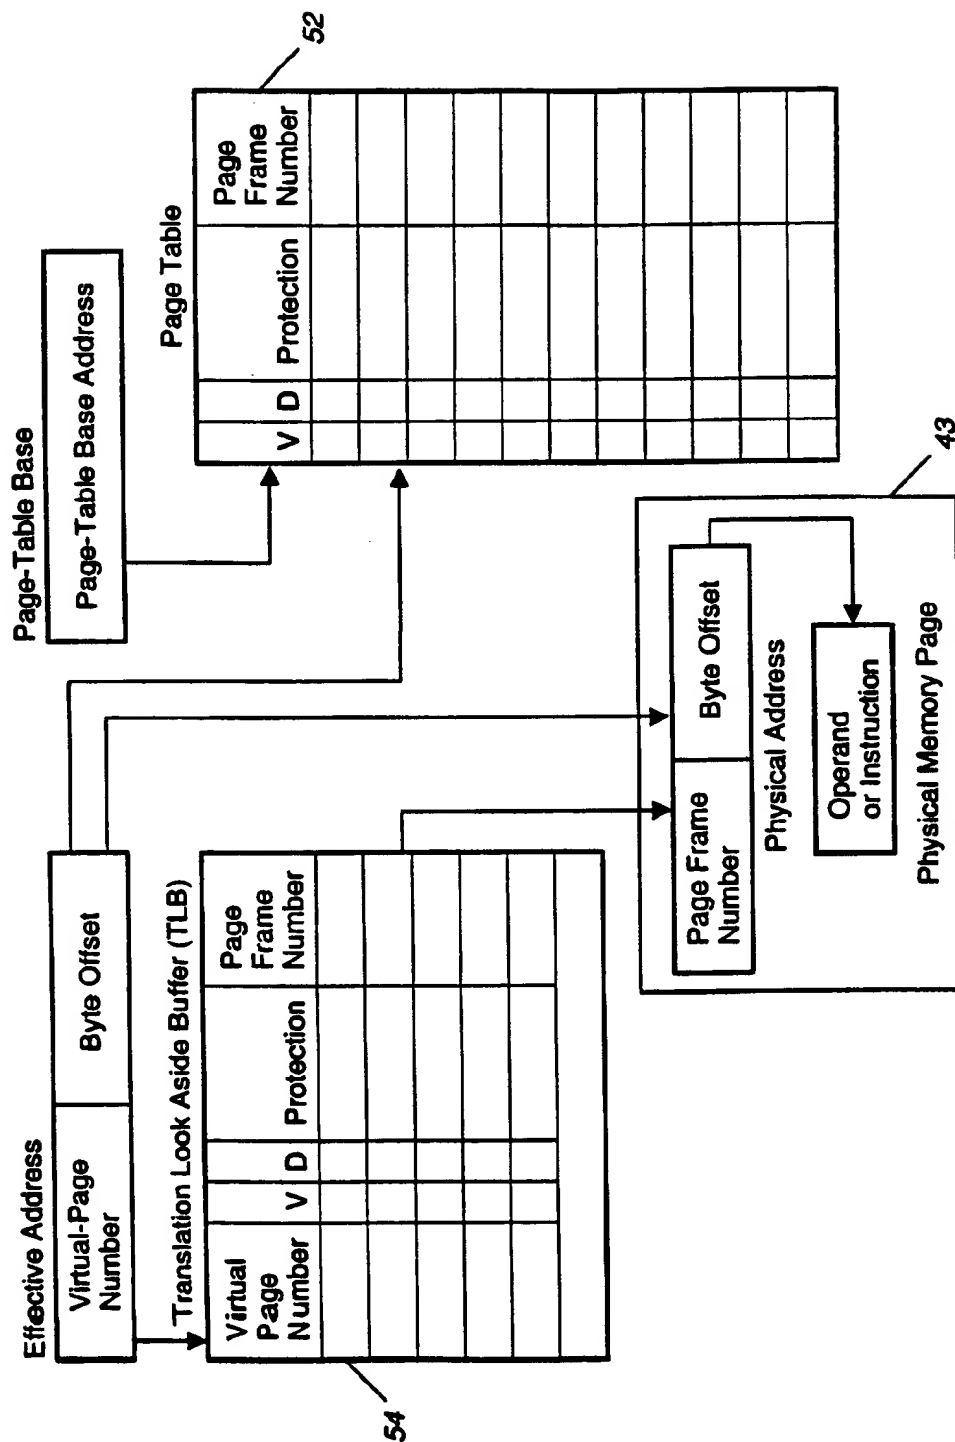 Effective Address
Virtual-Page
Number
Byte Offset
Translation Look Aside Buffer (TLB)
Virtual
Page
Number
V
D
Protection
Page
Frame
Number
54
Page-Table Base
Page-Table Base Address
Page Table
V
D
Protection
Page
Frame
Number
52
Page Frame
Number
Byte Offset
Physical Address
Operand
or Instruction
Physical Memory Page
43